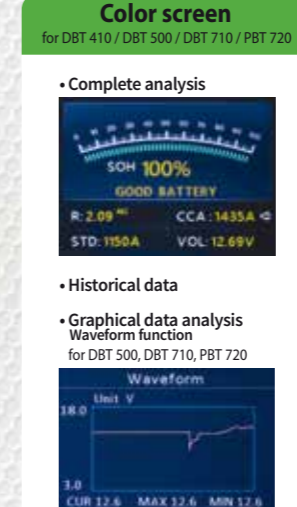 Color screen
for DBT 410 / DBT 500 / DBT 710 / PBT 720
• Complete analysis
SOH 100%
GOOD BATTERY
R: 2.09 mΩ CCA: 1435A
STD: 1150A VOL: 12.69V
• Historical data
• Graphical data analysis
Waveform function
for DBT 500, DBT 710, PBT 720
Waveform
Unit V
18.0
3.0
CUR 12.6 MAX 12.6 MIN 12.6